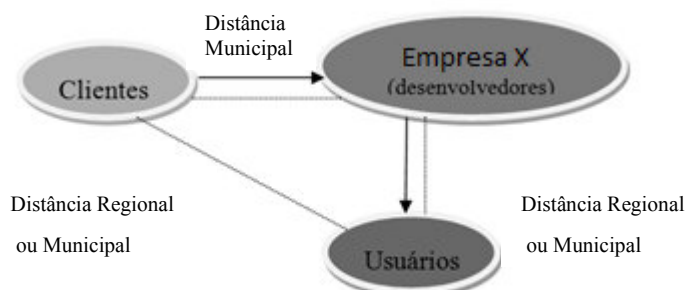 Distância
Municipal
Empresa X
(desenvolvedores)
Clientes
Distância Regional
ou Municipal
Distância Regional
ou Municipal
Usuários